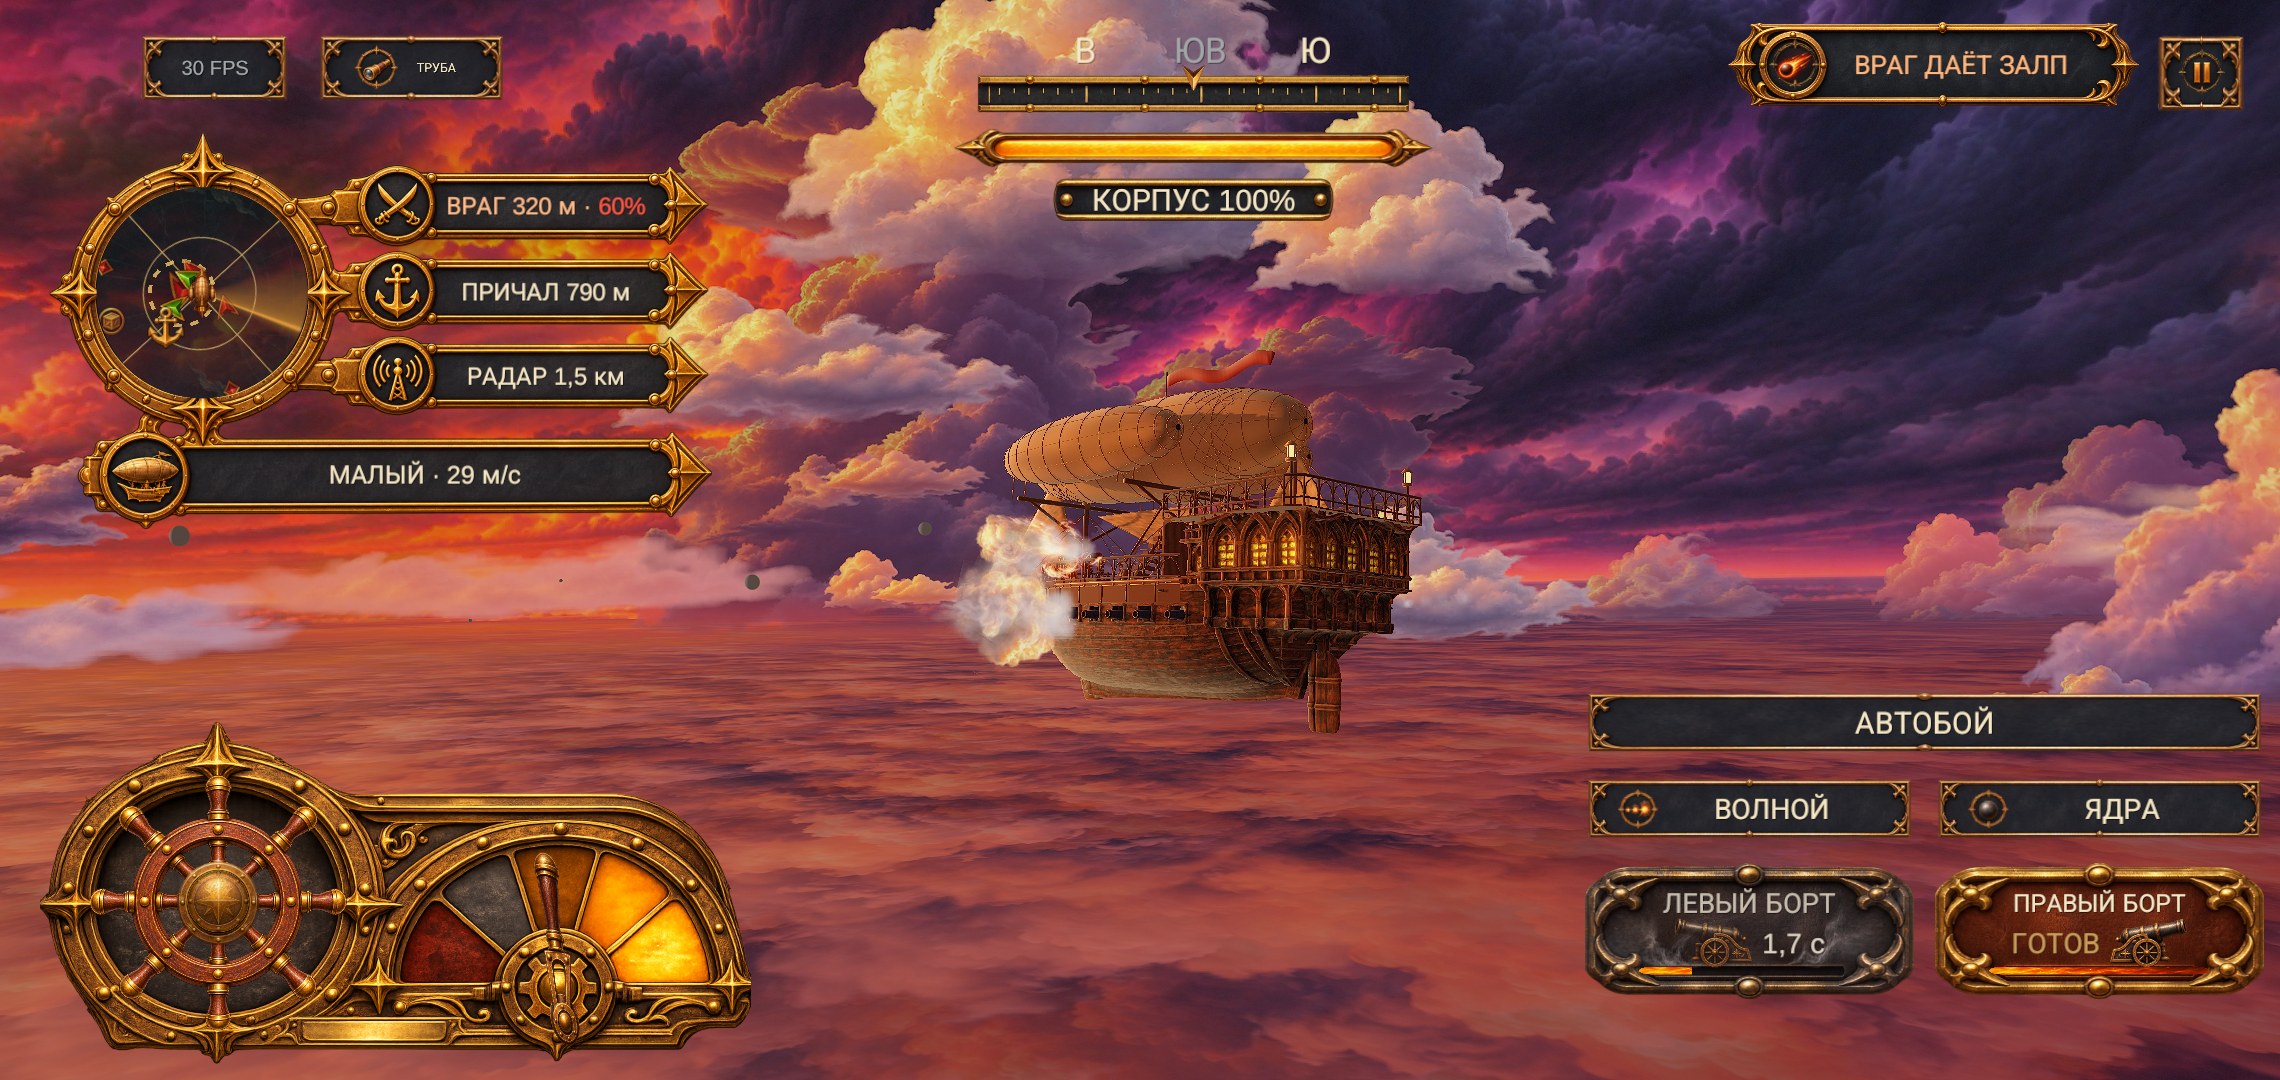 30 FPS
ТРУБА
В ЮВ Ю
ВРАГ ДАЁТ ЗАЛП
КОРПУС 100%
ВРАГ 320 м · 60%
ПРИЧАЛ 790 м
РАДАР 1,5 км
МАЛЫЙ · 29 м/с
АВТОБОЙ
ВОЛНОЙ
ЯДРА
ЛЕВЫЙ БОРТ
1,7 с
ПРАВЫЙ БОРТ
ГОТОВ